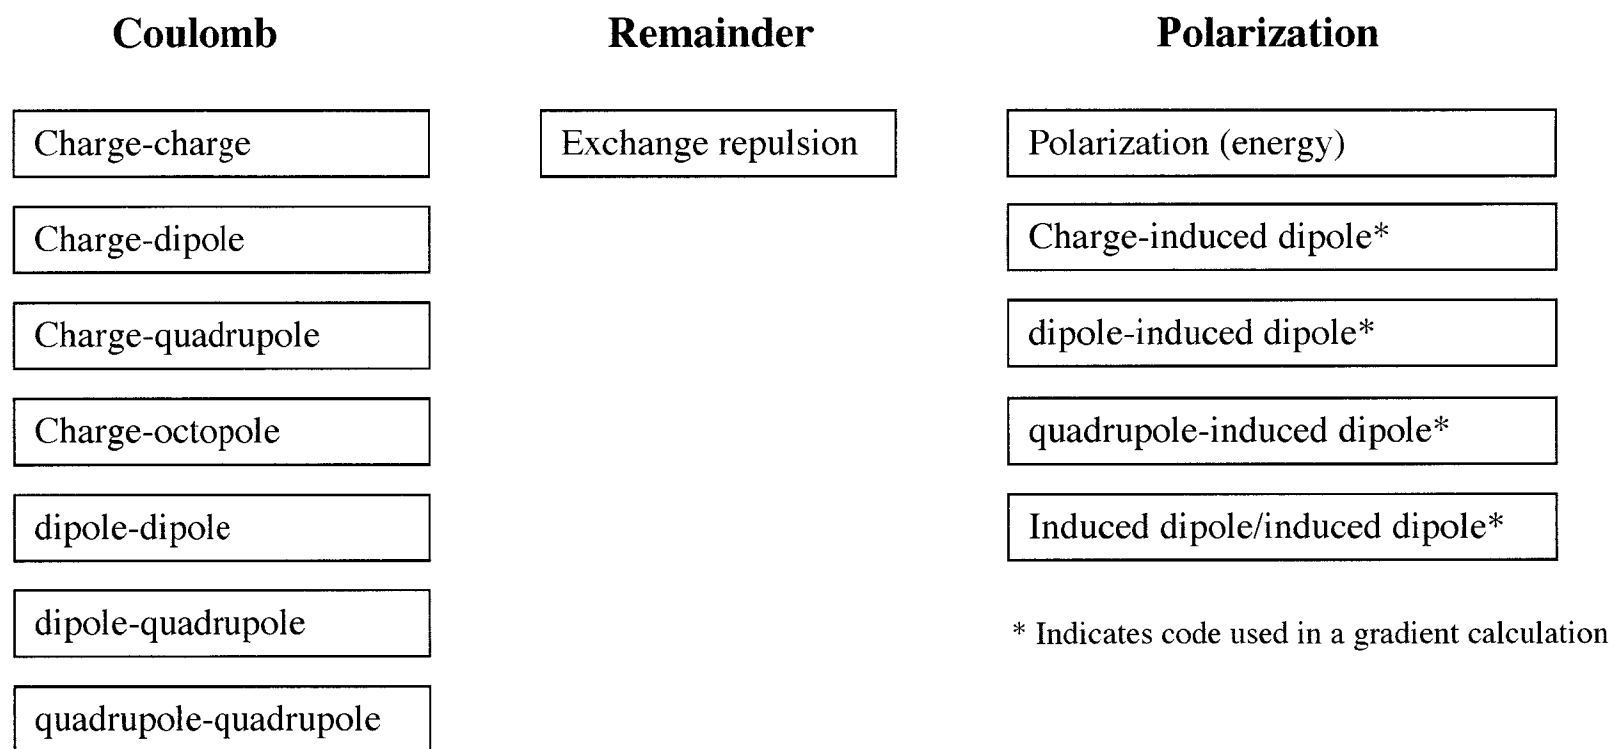 Coulomb
Charge-charge
Charge-dipole
Charge-quadrupole
Charge-octopole
dipole-dipole
dipole-quadrupole
quadrupole-quadrupole
Remainder
Exchange repulsion
Polarization
Polarization (energy)
Charge-induced dipole*
dipole-induced dipole*
quadrupole-induced dipole*
Induced dipole/induced dipole*
* Indicates code used in a gradient calculation